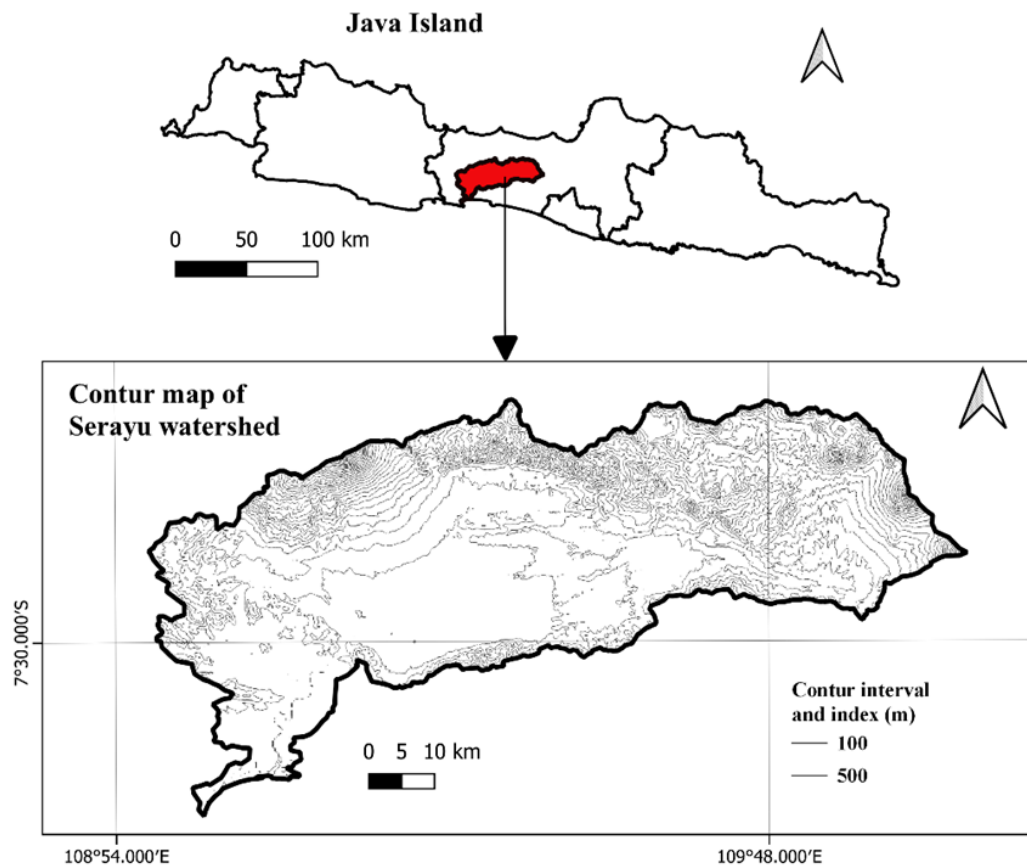 Java Island
0 50 100 km
Contur map of
Serayu watershed
7°30.000'S
0 5 10 km
Contur interval
and index (m)
100
500
108°54.000'E
109°48.000'E